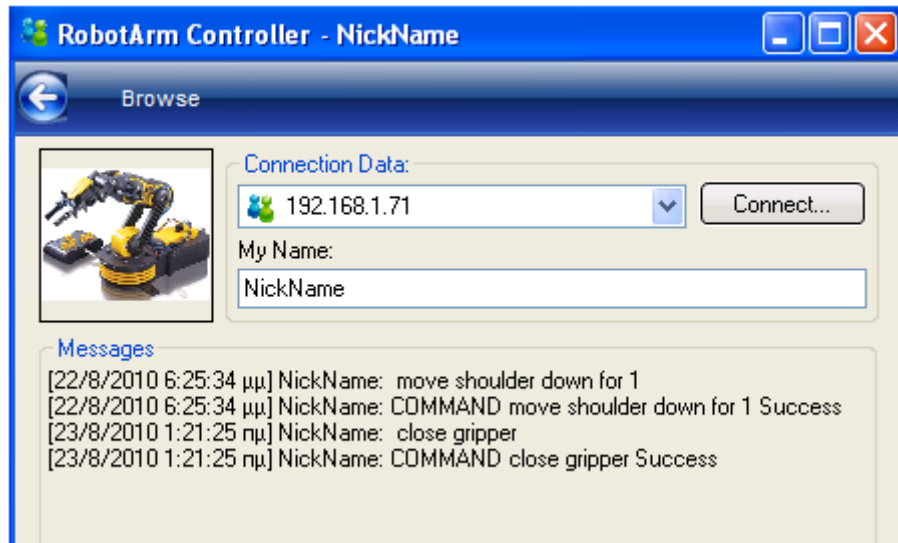 RobotArm Controller - NickName
Browse
Connection Data:
192.168.1.71
Connect...
My Name:
NickName
Messages
[22/8/2010 6:25:34 μμ] NickName:  move shoulder down for 1
[22/8/2010 6:25:34 μμ] NickName: COMMAND move shoulder down for 1 Success
[23/8/2010 1:21:25 πμ] NickName:  close gripper
[23/8/2010 1:21:25 πμ] NickName: COMMAND close gripper Success